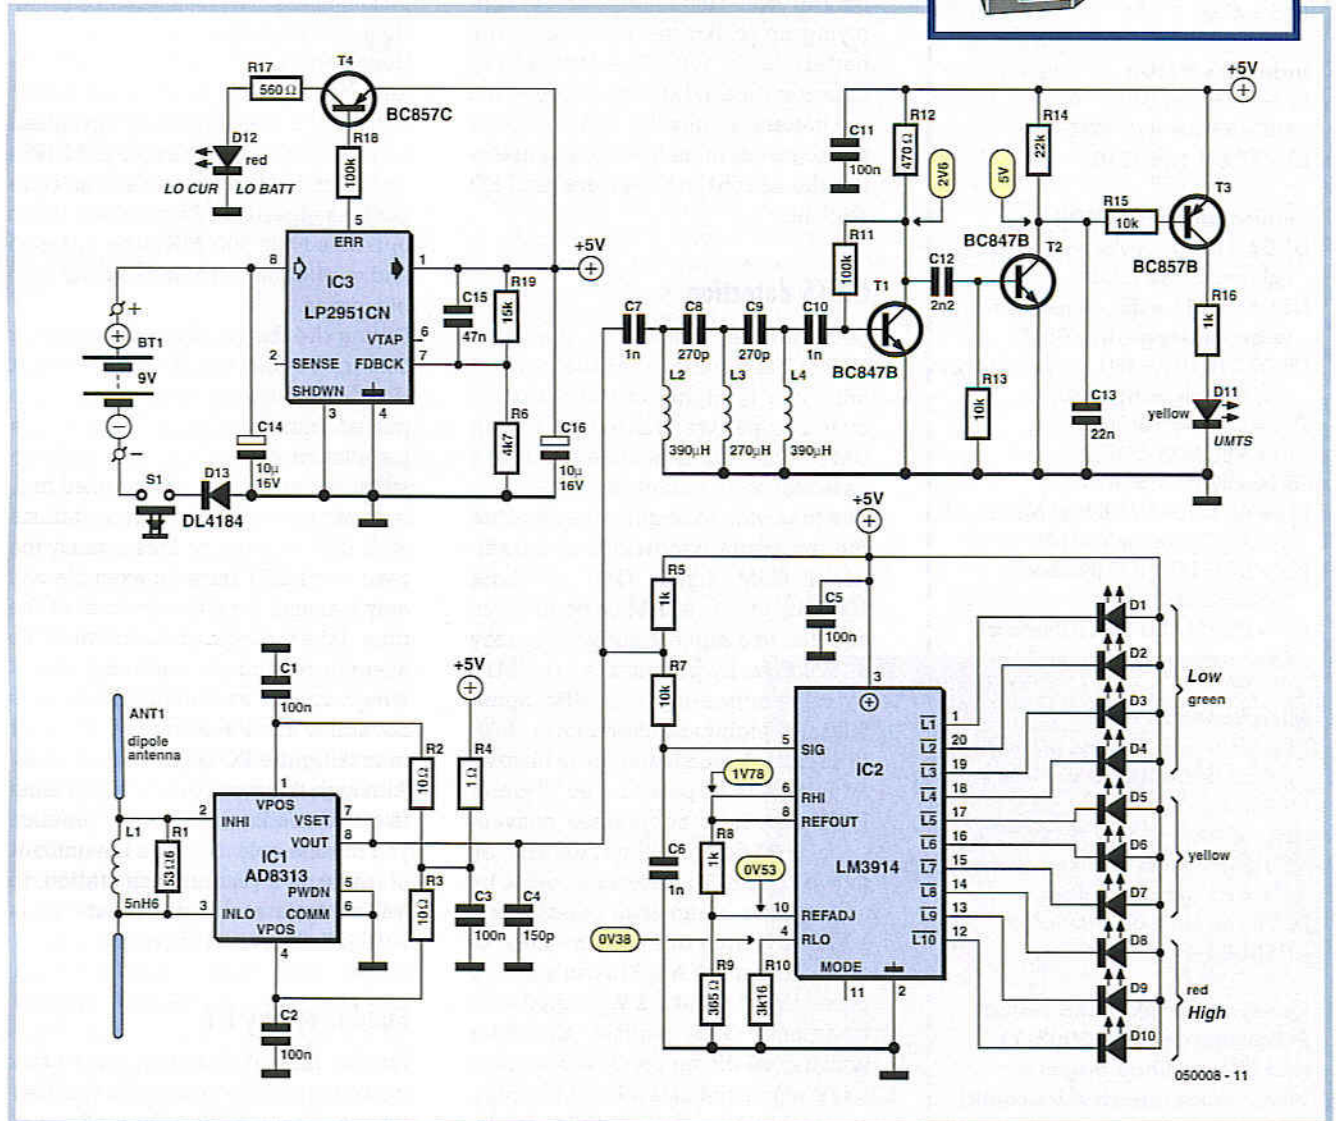 R17
560Ω
T4
BC857C
D12
red
LO CUR
LO BATT
R18
100k
5
ERR
8
1
IC3
LP2951CN
VTAP
6
2
SENSE
FDBCK
7
SHDWN
3
4
+
BT1
9V
S1
D13
DL4184
C14
10µ
16V
C15
47n
R19
15k
R6
4k7
C16
10µ
16V
+5V
C11
100n
R12
470Ω
2V6
5V
R14
22k
+5V
R11
100k
BC847B
T2
R15
10k
T3
BC857B
C12
2n2
T1
BC847B
C7
1n
C8
270p
C9
270p
C10
1n
L2
390µH
L3
270µH
L4
390µH
R13
10k
C13
22n
R16
1k
D11
yellow
UMTS
+5V
R5
1k
R7
10k
C5
100n
3
5
SIG
IC2
LM3914
1V78
6
RHI
8
REFOUT
R8
1k
0V53
C6
1n
10
REFADJ
0V38
4
RLO
MODE
11
2
R9
R10
3k16
L1
1
L2
20
L3
19
L4
18
L5
17
L6
16
L7
15
L8
14
L9
13
L10
12
D1
D2
D3
D4
D5
D6
D7
D8
D9
D10
Low
green
yellow
red
High
ANT1
dipole
antenna
C1
100n
1
VPOS
2
INHI
VSET
7
VOUT
8
IC1
AD8313
PWDN
5
3
INLO
COMM
6
VPOS
4
L1
5nH6
R1
53Ω6
R2
10Ω
R3
10Ω
+5V
R4
1Ω
C3
100n
C4
150p
C2
100n
050008 - 11